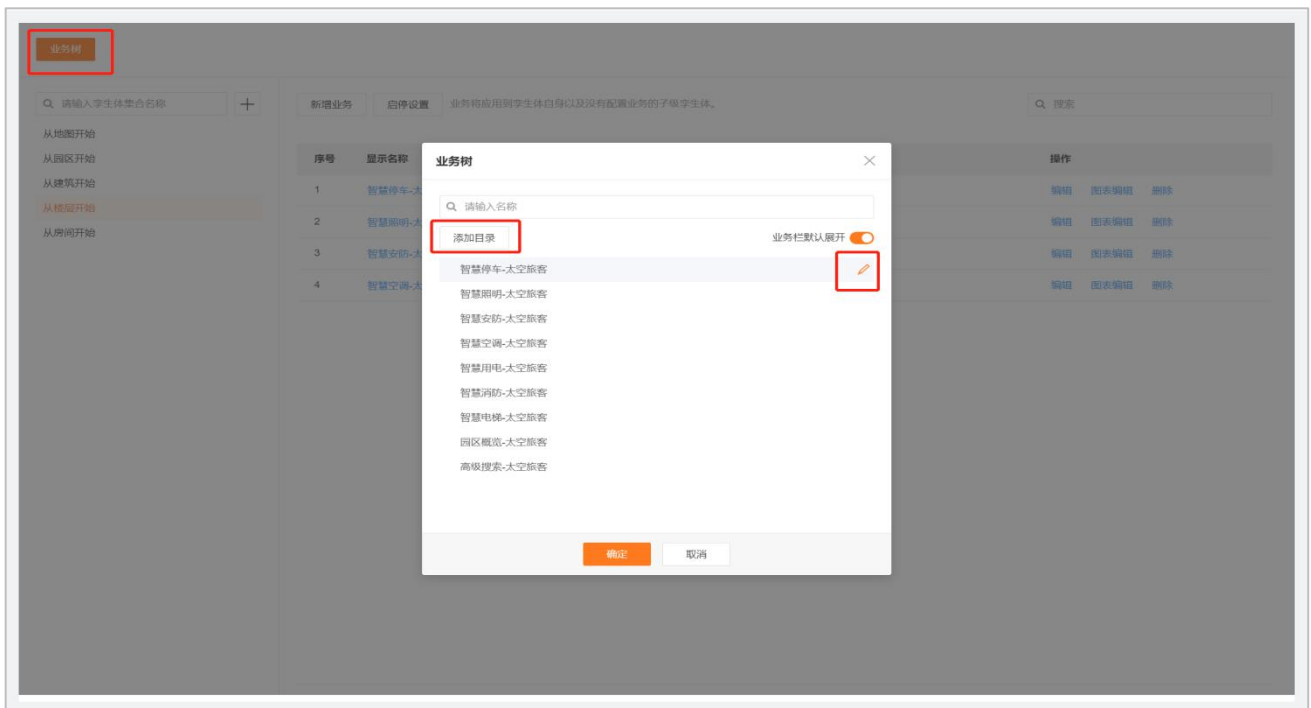 业务树
请输入孪生体集合名称
从地图开始
从园区开始
从建筑开始
从楼层开始
从房间开始
新增业务 启停设置 业务将应用到孪生体自身以及没有配置业务的子级孪生体。 搜索
序号 显示名称 操作
1 智慧停车-太 编辑 图表编辑 删除
2 智慧照明-太 编辑 图表编辑 删除
3 智慧安防-太 编辑 图表编辑 删除
4 智慧空调-太 编辑 图表编辑 删除
业务树
请输入名称
添加目录 业务栏默认展开
智慧停车-太空旅客
智慧照明-太空旅客
智慧安防-太空旅客
智慧空调-太空旅客
智慧用电-太空旅客
智慧消防-太空旅客
智慧电梯-太空旅客
园区概览-太空旅客
高级搜索-太空旅客
确定 取消